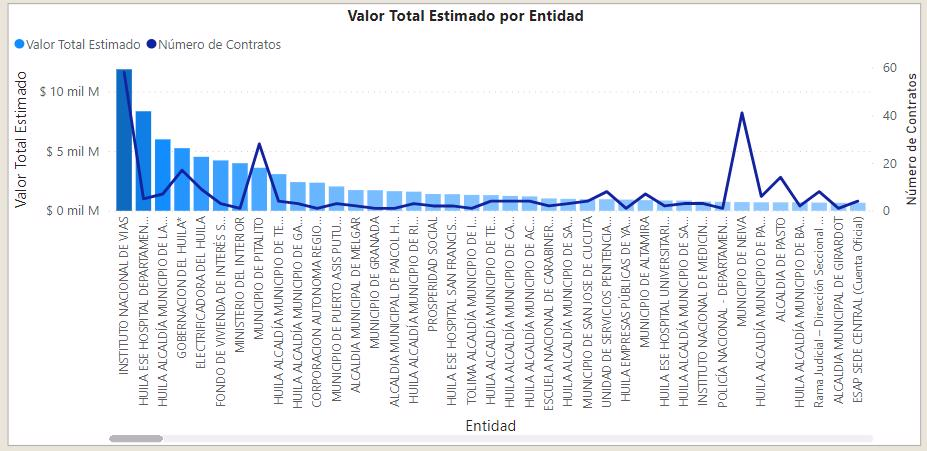 Valor Total Estimado por Entidad
Valor Total Estimado
Número de Contratos
Valor Total Estimado
$ 10 mil M
$ 5 mil M
$ 0 mil M
60
40
20
0
Número de Contratos
INSTITUTO NACIONAL DE VIAS
HUILA ESE HOSPITAL DEPARTAMEN...
HUILA ALCALDÍA MUNICIPIO DE LA...
GOBERNACION DEL HUILA*
ELECTRIFICADORA DEL HUILA
FONDO DE VIVIENDA DE INTERÉS S...
MINISTERIO DEL INTERIOR
MUNICIPIO DE PITALITO
HUILA ALCALDÍA MUNICIPIO DE TE...
HUILA ALCALDÍA MUNICIPIO DE GA...
CORPORACION AUTONOMA REGIO...
MUNICIPIO DE PUERTO ASIS PUTU...
ALCALDIA MUNICIPAL DE MELGAR
MUNICIPIO DE GRANADA
ALCALDIA MUNICIPAL DE PAICOL H...
HUILA ALCALDÍA MUNICIPIO DE RI...
PROSPERIDAD SOCIAL
HUILA ESE HOSPITAL SAN FRANCIS...
TOLIMA ALCALDÍA MUNICIPIO DE I...
HUILA ALCALDÍA MUNICIPIO DE TE...
HUILA ALCALDÍA MUNICIPIO DE CA...
HUILA ALCALDÍA MUNICIPIO DE AC...
ESCUELA NACIONAL DE CARABINER...
HUILA ALCALDÍA MUNICIPIO DE SA...
MUNICIPIO DE SAN JOSE DE CUCUTA
UNIDAD DE SERVICIOS PENITENCIA...
HUILA EMPRESAS PÚBLICAS DE YA...
MUNICIPIO DE ALTAMIRA
HUILA ESE HOSPITAL UNIVERSITARI...
HUILA ALCALDÍA MUNICIPIO DE SA...
INSTITUTO NACIONAL DE MEDICIN...
POLICÍA NACIONAL - DEPARTAMEN...
MUNICIPIO DE NEIVA
HUILA ALCALDÍA MUNICIPIO DE PA...
ALCALDIA DE PASTO
HUILA ALCALDÍA MUNICIPIO DE BA...
Rama Judicial – Dirección Seccional ...
ALCALDIA MUNICIPAL DE GIRARDOT
ESAP SEDE CENTRAL (Cuenta Oficial)
Entidad